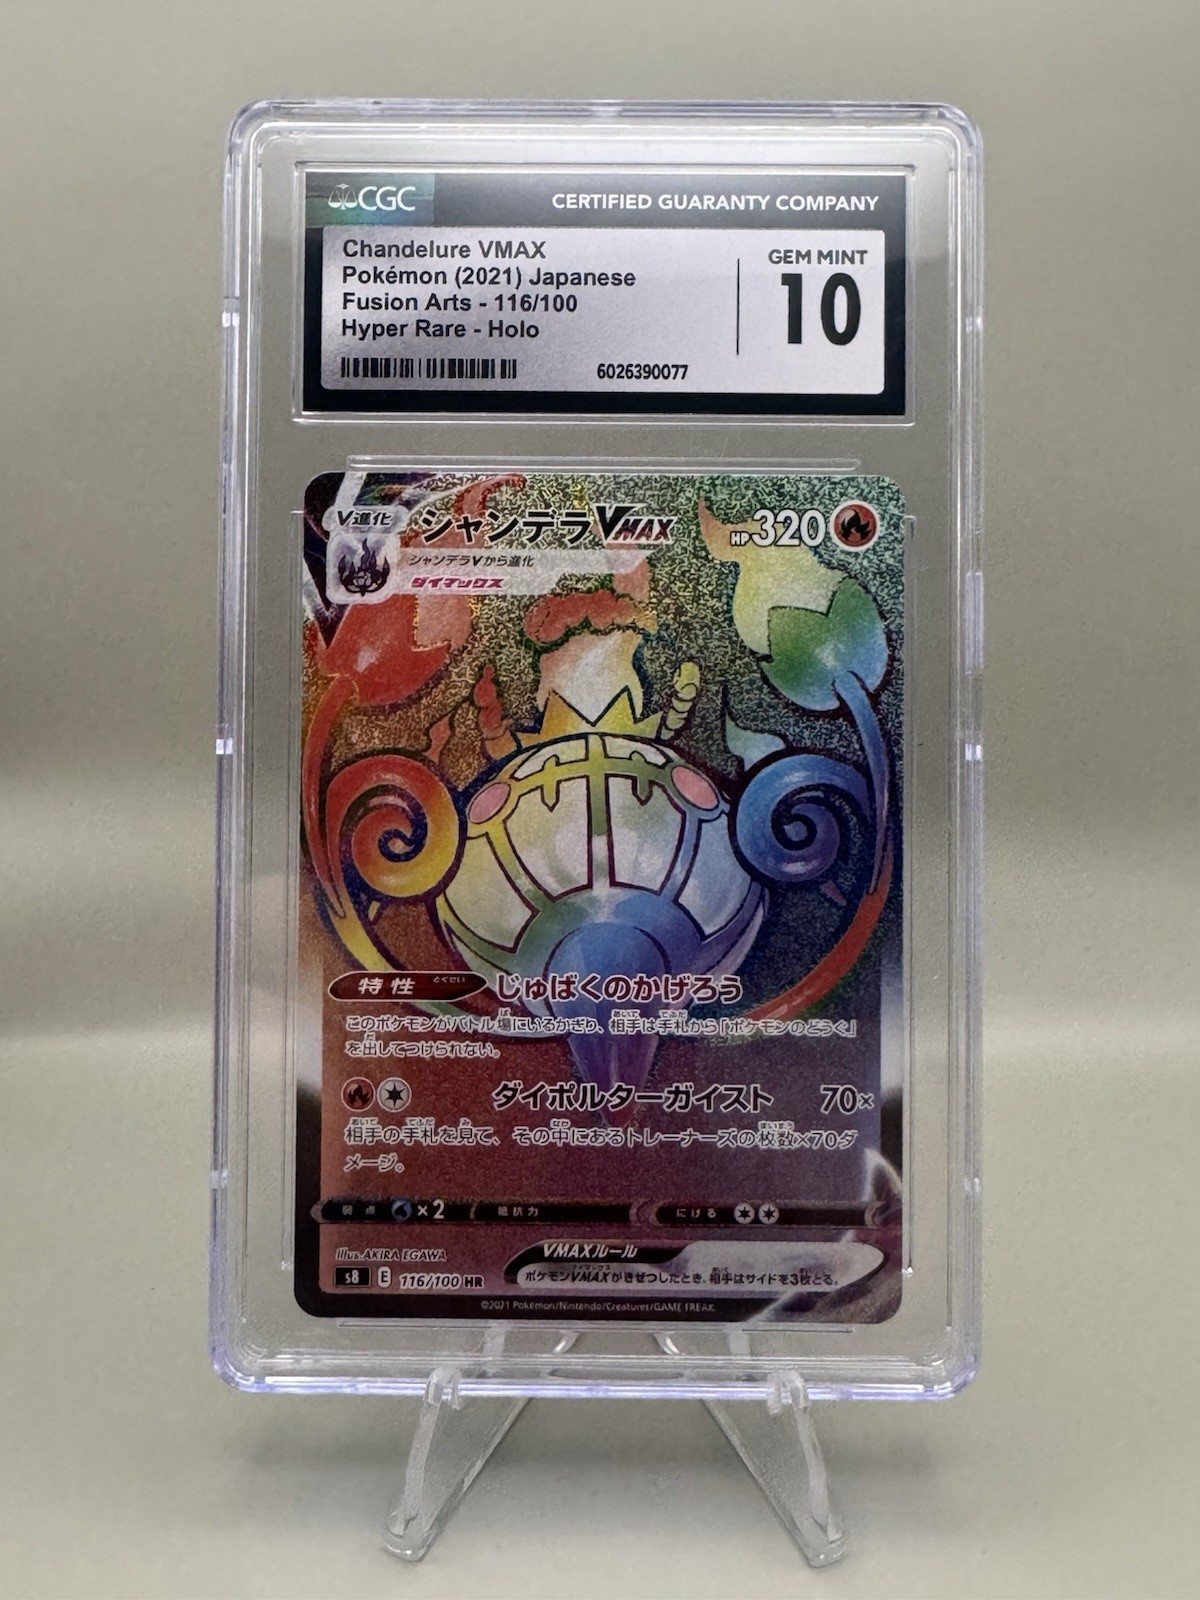 CGC
CERTIFIED GUARANTY COMPANY
Chandelure VMAX
Pokémon (2021) Japanese
Fusion Arts - 116/100
Hyper Rare - Holo
GEM MINT
10
6026390077
V進化
シャンデラVMAX
HP320
シャンデラVから進化
ダイマックス
特性 とくせい
じゅばくのかげろう
このポケモンがバトル場にいるかぎり、相手は手札から「ポケモンのどうぐ」
を出してつけられない。
ダイポルターガイスト 70×
相手の手札を見て、その中にあるトレーナーズの枚数×70ダ
メージ。
弱点 ×2 抵抗力 にげる
Illus. AKIRA EGAWA
VMAXルール
s8 E 116/100 HR
ポケモンVMAXがきぜつしたとき、相手はサイドを3枚とる。
©2021 Pokémon/Nintendo/Creatures/GAME FREAK.